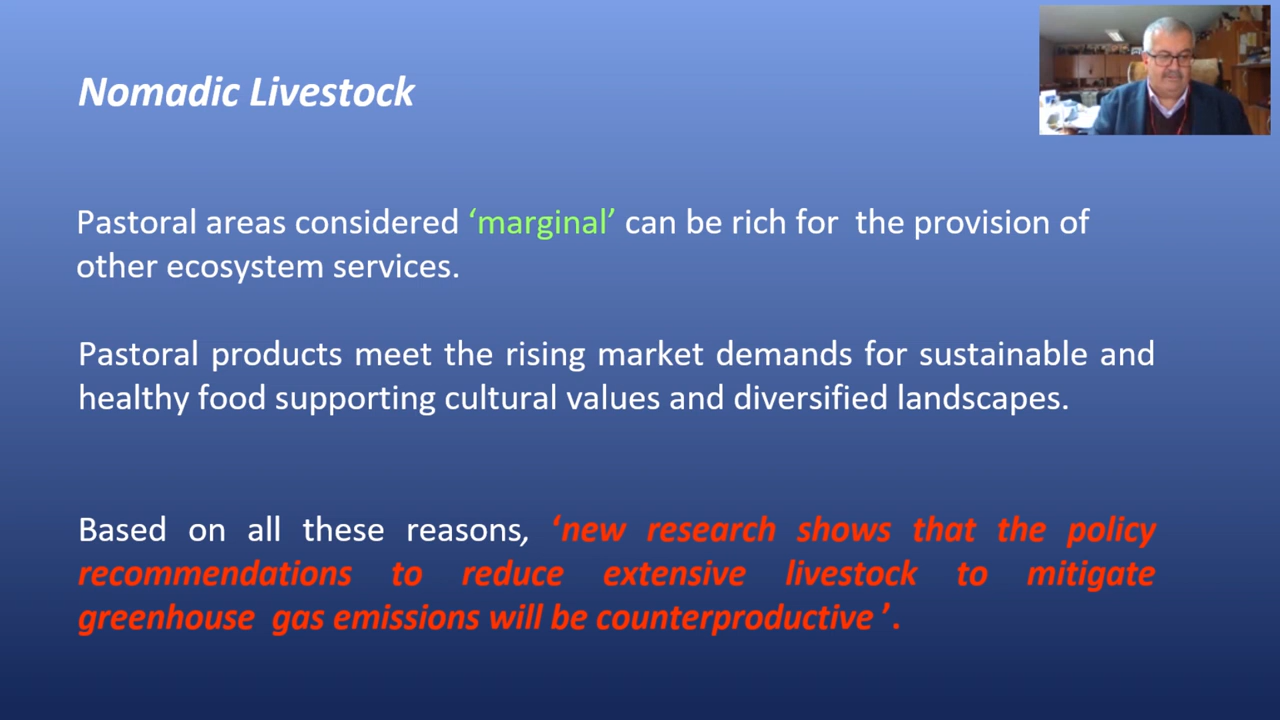 Nomadic Livestock
Pastoral areas considered ‘marginal’ can be rich for  the provision of
other ecosystem services.
Pastoral products meet the rising market demands for sustainable and
healthy food supporting cultural values and diversified landscapes.
Based on all these reasons, ‘new research shows that the policy
recommendations to reduce extensive livestock to mitigate
greenhouse  gas emissions will be counterproductive ’.